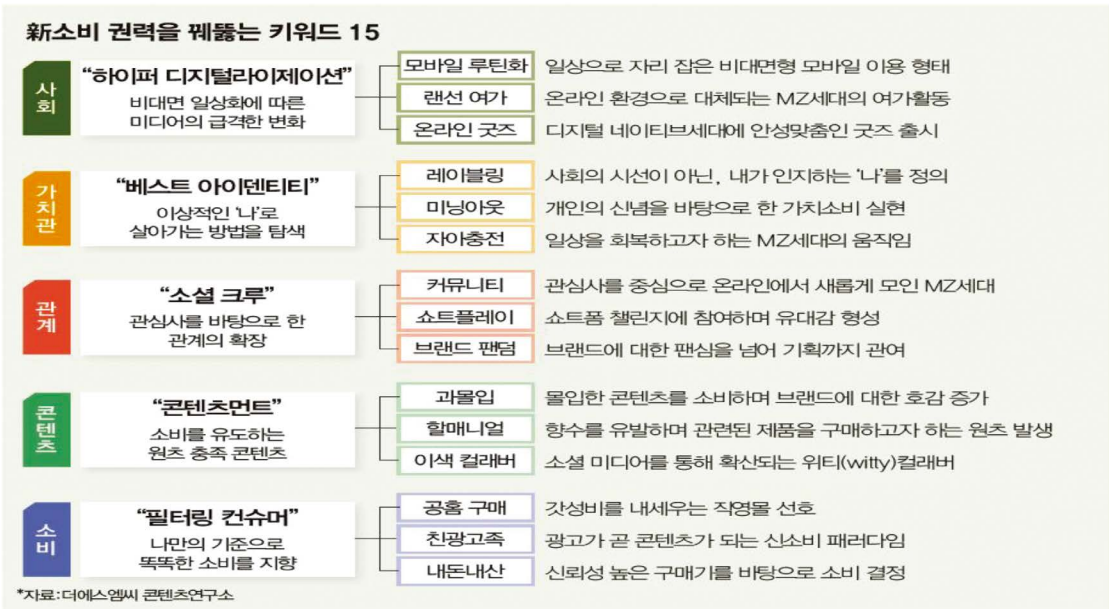 新소비 권력을 꿰뚫는 키워드 15
사회
“하이퍼 디지털라이제이션”
비대면 일상화에 따른
미디어의 급격한 변화
모바일 루틴화 일상으로 자리 잡은 비대면형 모바일 이용 형태
랜선 여가 온라인 환경으로 대체되는 MZ세대의 여가활동
온라인 굿즈 디지털 네이티브세대에 안성맞춤인 굿즈 출시
가치관
“베스트 아이덴티티”
이상적인 ‘나’로
살아가는 방법을 탐색
레이블링 사회의 시선이 아닌, 내가 인지하는 ‘나’를 정의
미닝아웃 개인의 신념을 바탕으로 한 가치소비 실현
자아충전 일상을 회복하고자 하는 MZ세대의 움직임
관계
“소셜 크루”
관심사를 바탕으로 한
관계의 확장
커뮤니티 관심사를 중심으로 온라인에서 새롭게 모인 MZ세대
쇼트플레이 쇼트폼 챌린지에 참여하며 유대감 형성
브랜드 팬덤 브랜드에 대한 팬심을 넘어 기획까지 관여
콘텐츠
“콘텐츠먼트”
소비를 유도하는
원츠 충족 콘텐츠
과몰입 몰입한 콘텐츠를 소비하며 브랜드에 대한 호감 증가
할매니얼 향수를 유발하며 관련된 제품을 구매하고자 하는 원츠 발생
이색 컬래버 소셜 미디어를 통해 확산되는 위티(witty)컬래버
소비
“필터링 컨슈머”
나만의 기준으로
똑똑한 소비를 지향
공홈 구매 갓성비를 내세우는 직영몰 선호
친광고족 광고가 곧 콘텐츠가 되는 신소비 패러다임
내돈내산 신뢰성 높은 구매기를 바탕으로 소비 결정
*자료:더에스엠씨 콘텐츠연구소